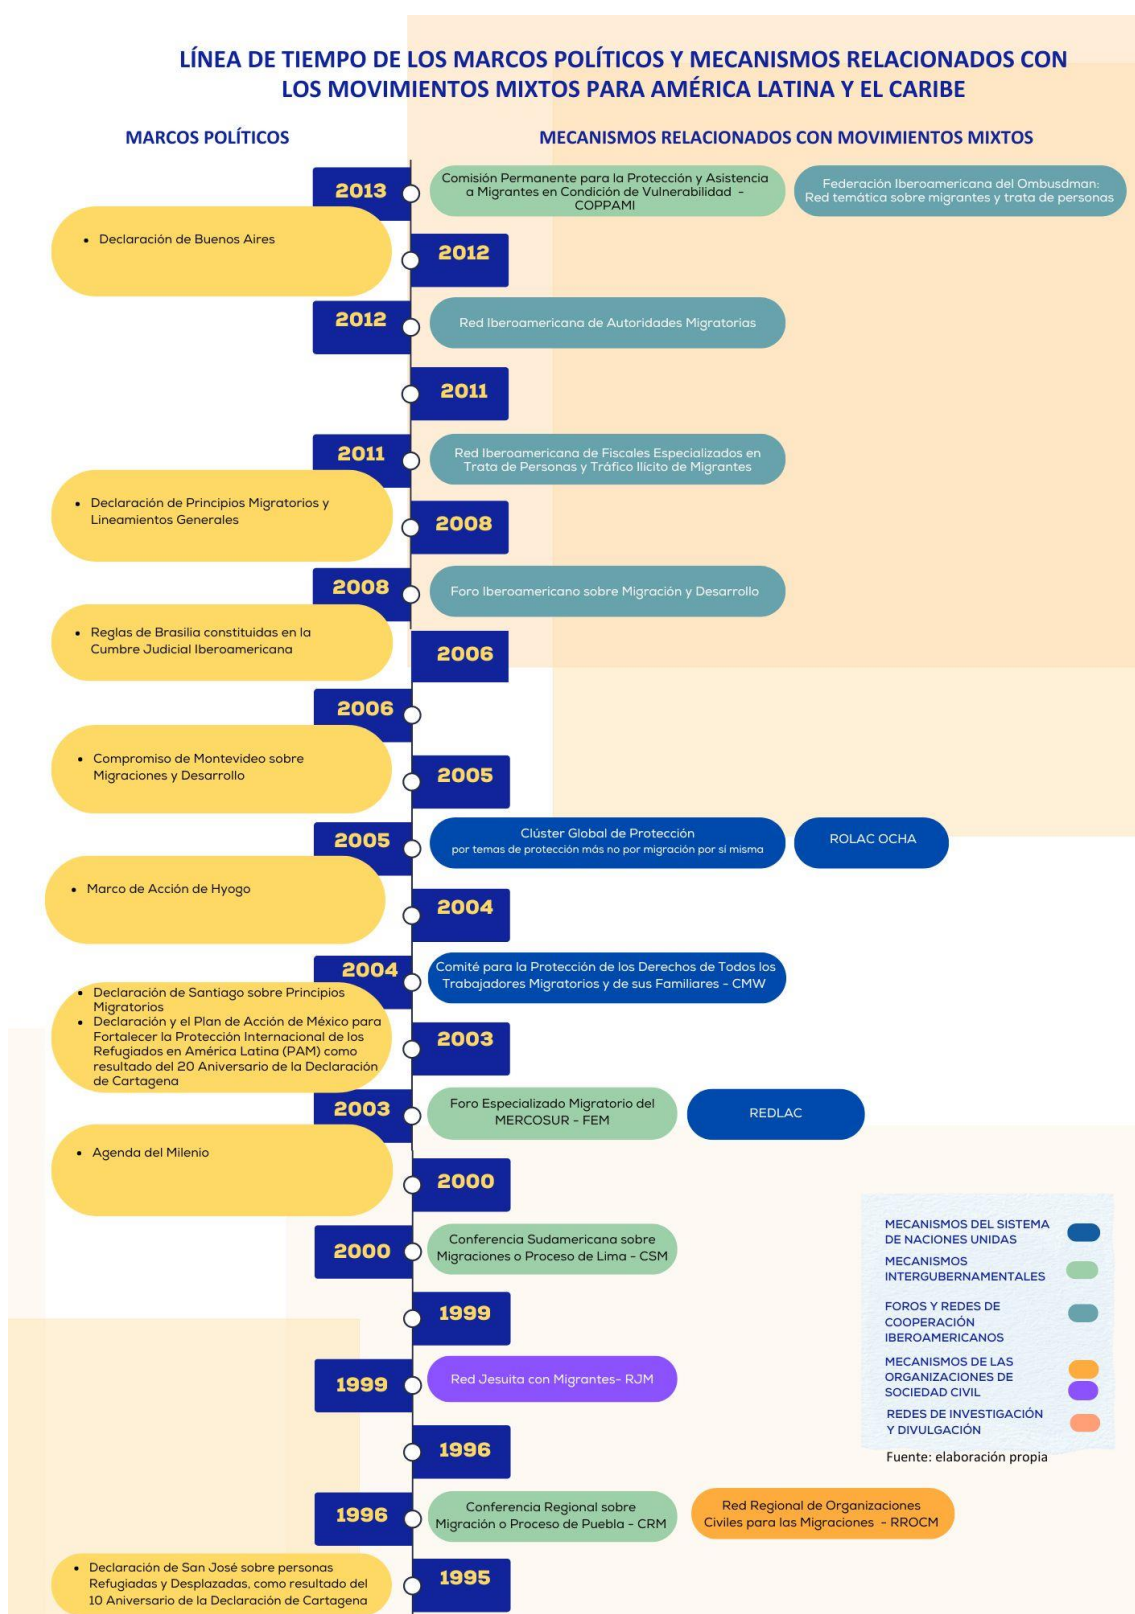 LÍNEA DE TIEMPO DE LOS MARCOS POLÍTICOS Y MECANISMOS RELACIONADOS CON
LOS MOVIMIENTOS MIXTOS PARA AMÉRICA LATINA Y EL CARIBE
MARCOS POLÍTICOS
MECANISMOS RELACIONADOS CON MOVIMIENTOS MIXTOS
2013
Comisión Permanente para la Protección y Asistencia
a Migrantes en Condición de Vulnerabilidad -
COPPAMI
Federación Iberoamericana del Ombusdman:
Red temática sobre migrantes y trata de personas
• Declaración de Buenos Aires
2012
2012
Red Iberoamericana de Autoridades Migratorias
2011
2011
Red Iberoamericana de Fiscales Especializados en
Trata de Personas y Tráfico Ilícito de Migrantes
• Declaración de Principios Migratorios y
Lineamientos Generales
2008
2008
Foro Iberoamericano sobre Migración y Desarrollo
• Reglas de Brasilia constituidas en la
Cumbre Judicial Iberoamericana
2006
2006
• Compromiso de Montevideo sobre
Migraciones y Desarrollo
2005
2005
Clúster Global de Protección
por temas de protección más no por migración por sí misma
ROLAC OCHA
• Marco de Acción de Hyogo
2004
2004
Comité para la Protección de los Derechos de Todos los
Trabajadores Migratorios y de sus Familiares - CMW
• Declaración de Santiago sobre Principios
Migratorios
• Declaración y el Plan de Acción de México para
Fortalecer la Protección Internacional de los
Refugiados en América Latina (PAM) como
resultado del 20 Aniversario de la Declaración
de Cartagena
2003
2003
Foro Especializado Migratorio del
MERCOSUR - FEM
REDLAC
• Agenda del Milenio
2000
2000
Conferencia Sudamericana sobre
Migraciones o Proceso de Lima - CSM
1999
1999
Red Jesuita con Migrantes- RJM
1996
1996
Conferencia Regional sobre
Migración o Proceso de Puebla - CRM
Red Regional de Organizaciones
Civiles para las Migraciones - RROCM
• Declaración de San José sobre personas
Refugiadas y Desplazadas, como resultado del
10 Aniversario de la Declaración de Cartagena
1995
MECANISMOS DEL SISTEMA
DE NACIONES UNIDAS
MECANISMOS
INTERGUBERNAMENTALES
FOROS Y REDES DE
COOPERACIÓN
IBEROAMERICANOS
MECANISMOS DE LAS
ORGANIZACIONES DE
SOCIEDAD CIVIL
REDES DE INVESTIGACIÓN
Y DIVULGACIÓN
Fuente: elaboración propia